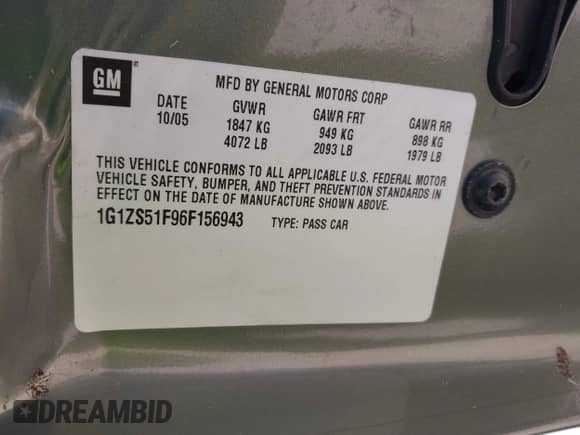 GM
MFD BY GENERAL MOTORS CORP
DATE GVWR GAWR FRT GAWR RR
10/05 1847 KG 949 KG 898 KG
4072 LB 2093 LB 1979 LB
THIS VEHICLE CONFORMS TO ALL APPLICABLE U.S. FEDERAL MOTOR
VEHICLE SAFETY, BUMPER, AND THEFT PREVENTION STANDARDS IN
EFFECT ON THE DATE OF MANUFACTURE SHOWN ABOVE.
1G1ZS51F96F156943 TYPE: PASS CAR
DREAMBID